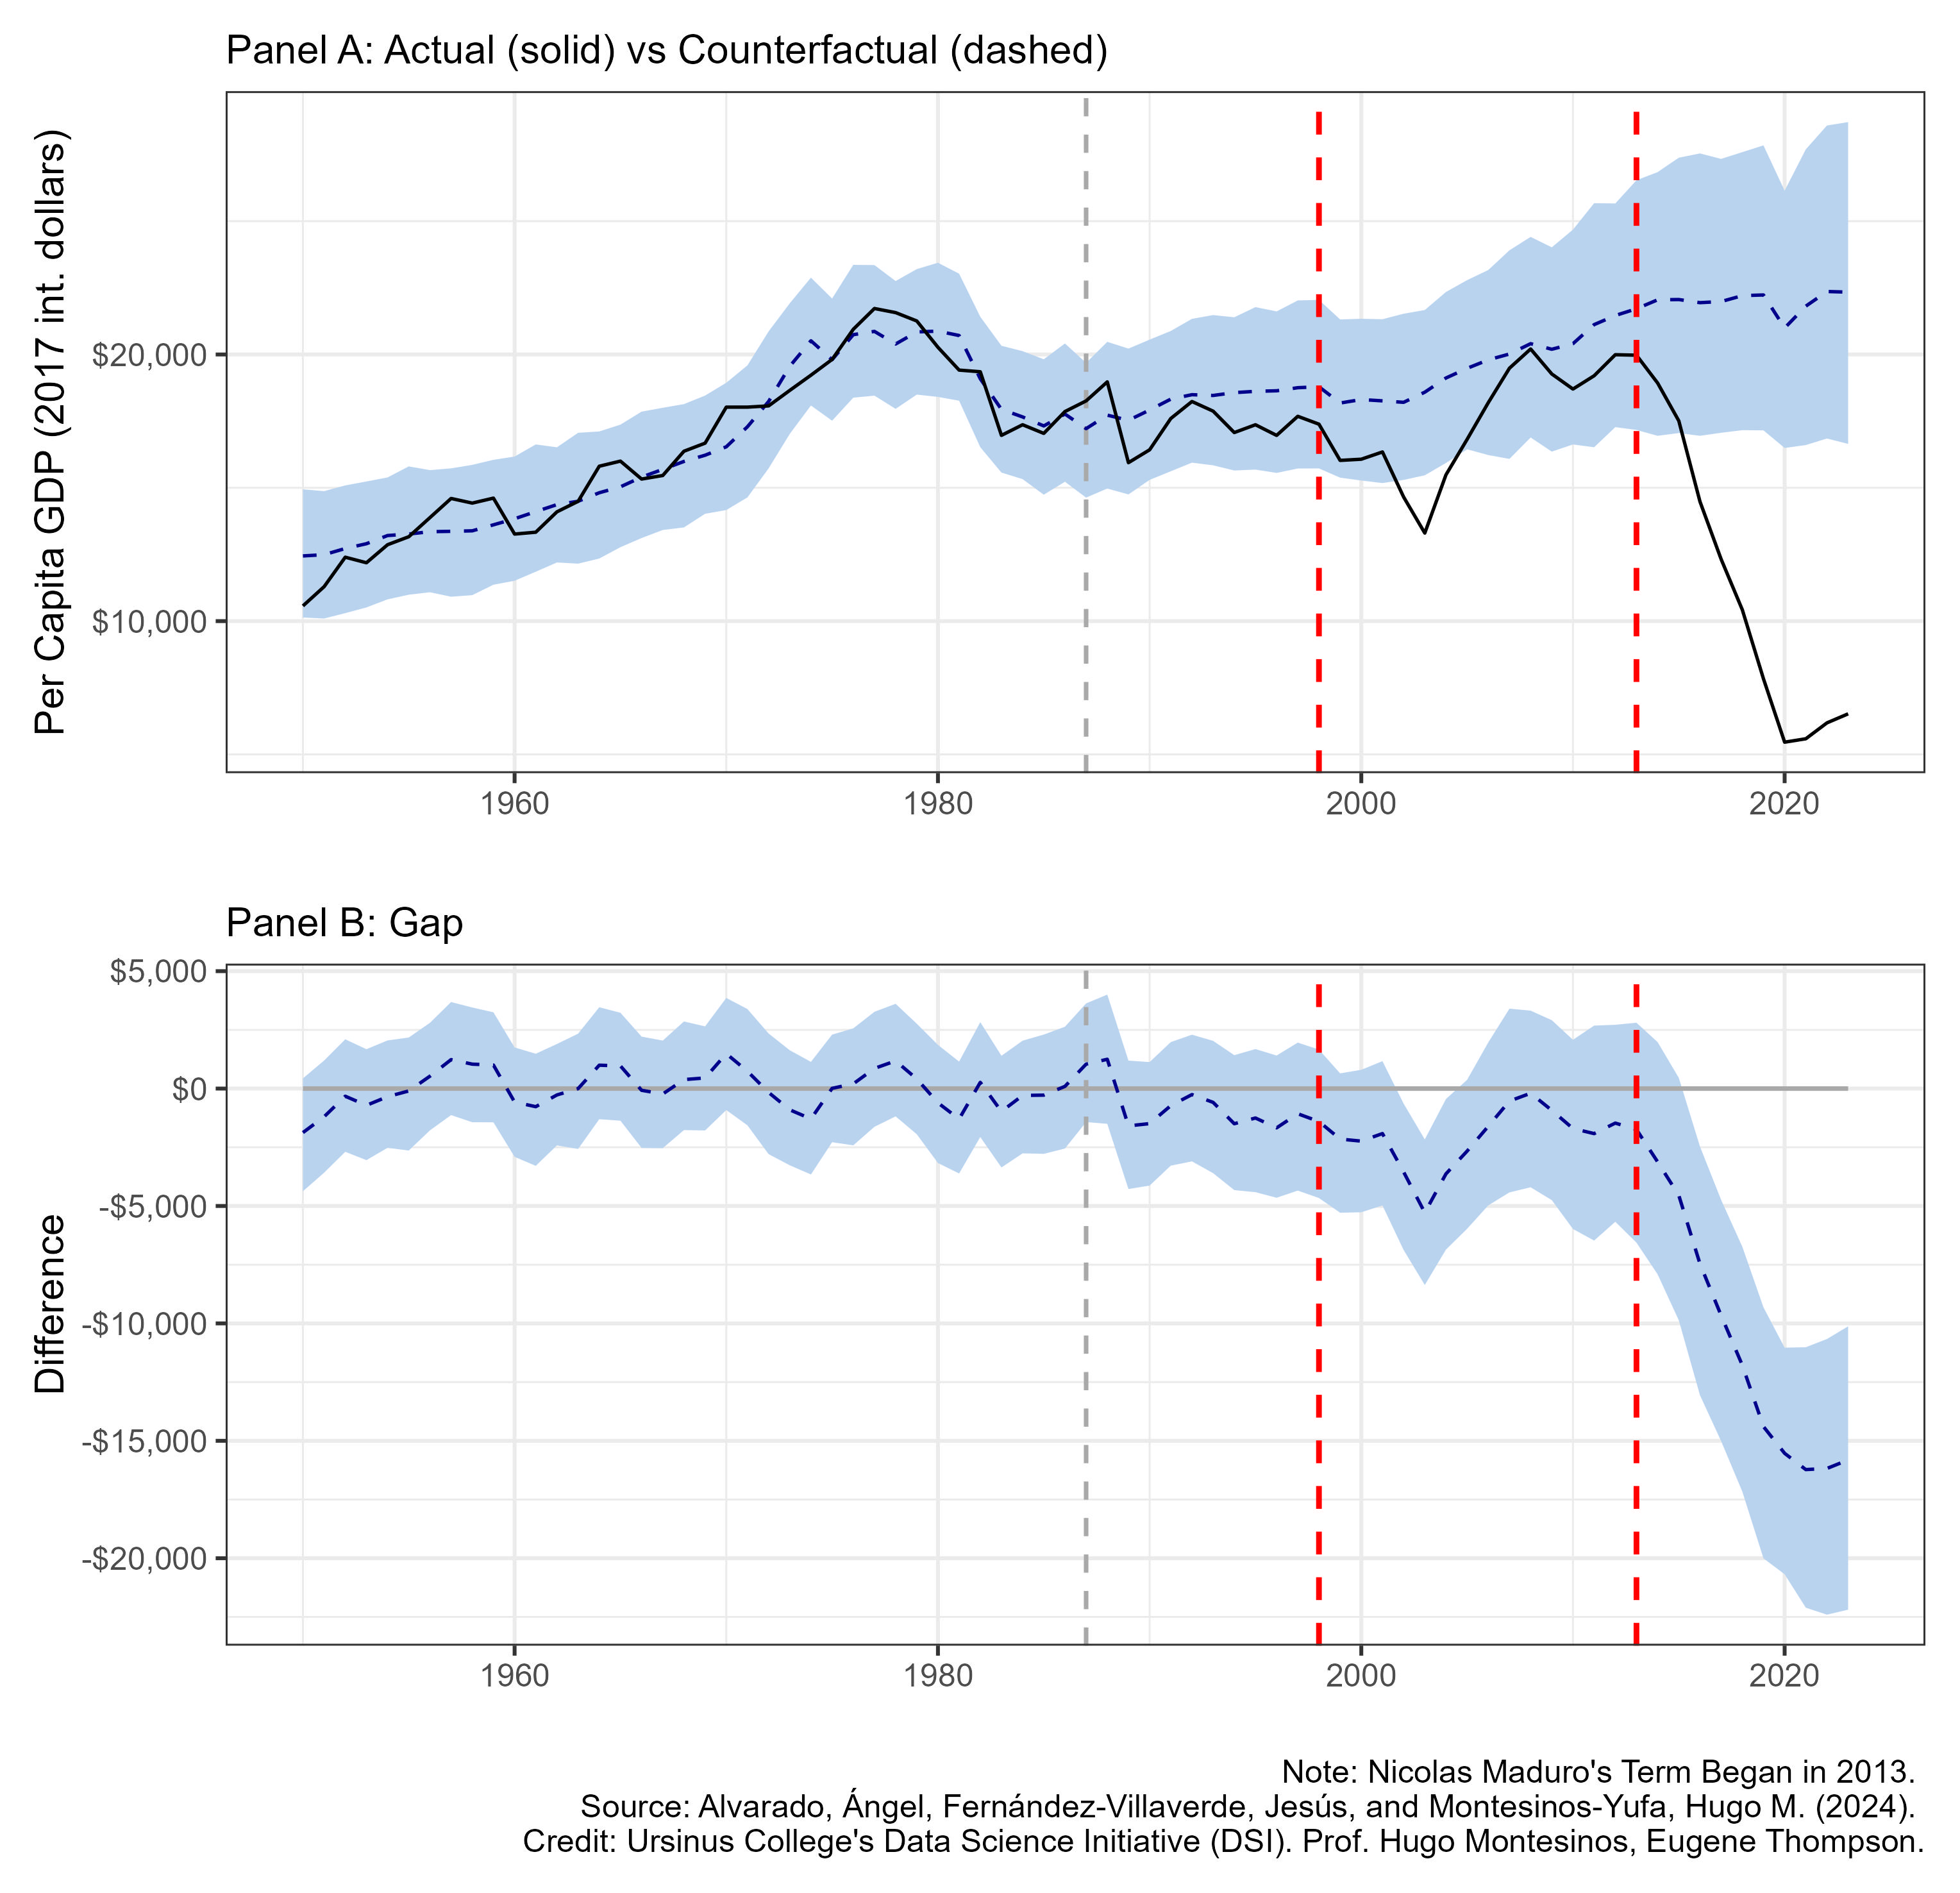 Panel A: Actual (solid) vs Counterfactual (dashed)
Per Capita GDP (2017 int. dollars)
$20,000
$10,000
1960
1980
2000
2020
Panel B: Gap
Difference
$5,000
$0
-$5,000
-$10,000
-$15,000
-$20,000
1960
1980
2000
2020
Note: Nicolas Maduro's Term Began in 2013.
Source: Alvarado, Ángel, Fernández-Villaverde, Jesús, and Montesinos-Yufa, Hugo M. (2024).
Credit: Ursinus College's Data Science Initiative (DSI). Prof. Hugo Montesinos, Eugene Thompson.